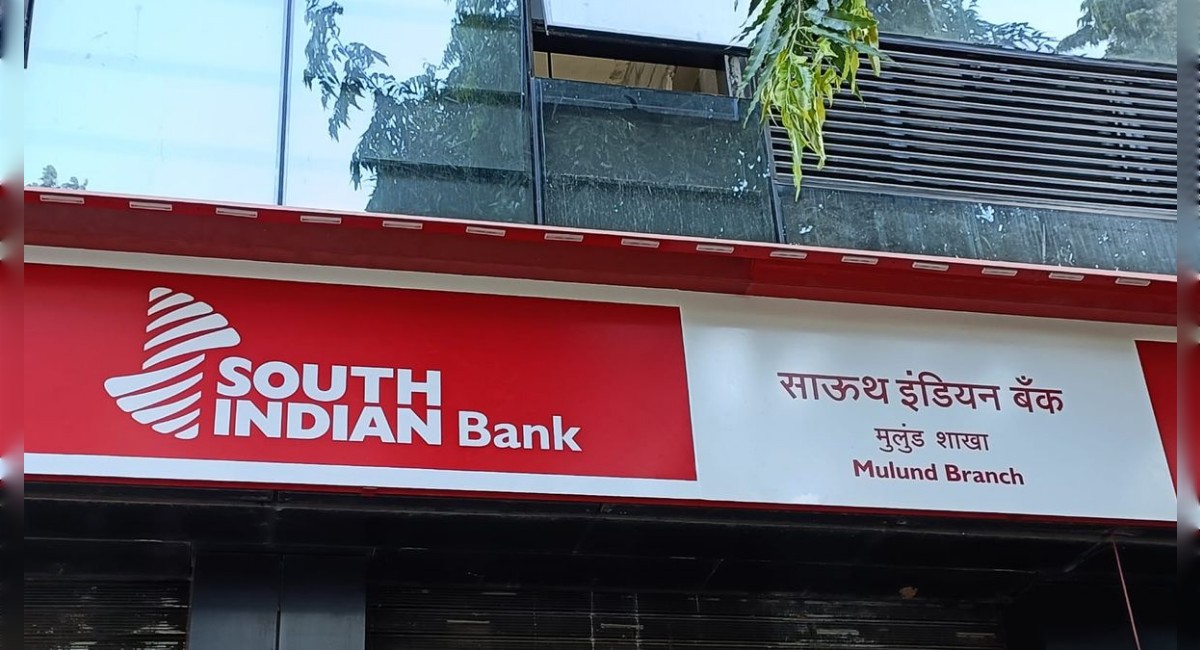 SOUTH
INDIAN Bank
साऊथ इंडियन बँक
मुलुंड शाखा
Mulund Branch